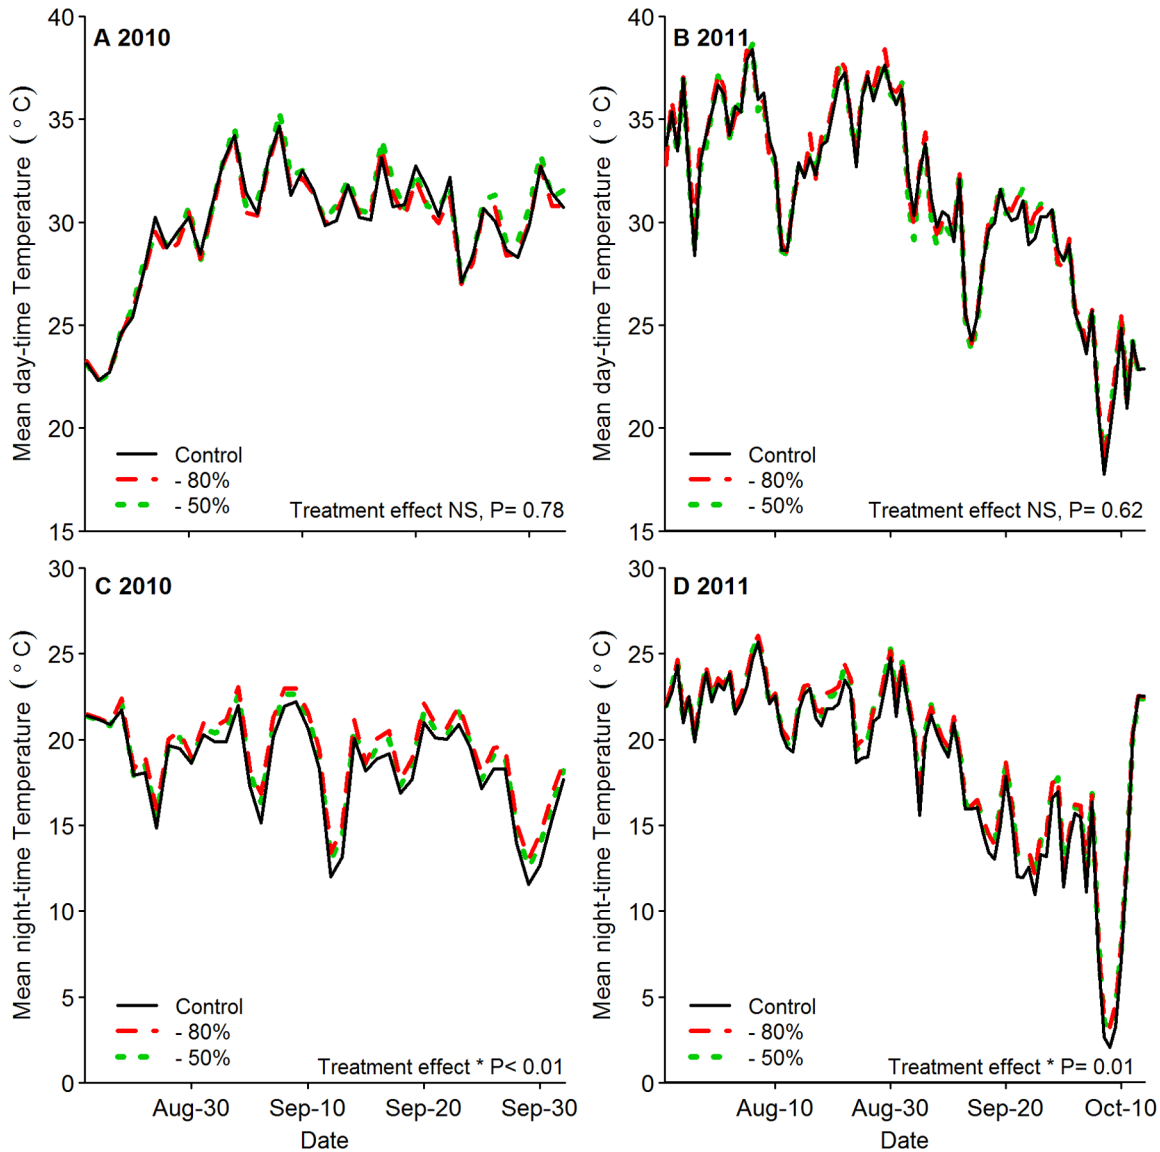 A 2010
Mean day-time Temperature ( ° C)
40
35
30
25
20
15
Control
- 80%
- 50%
Treatment effect NS, P= 0.78
B 2011
Mean day-time Temperature ( ° C)
40
35
30
25
20
15
Control
- 80%
- 50%
Treatment effect NS, P= 0.62
C 2010
Mean night-time Temperature ( ° C)
30
25
20
15
10
5
0
Control
- 80%
- 50%
Treatment effect * P< 0.01
Aug-30 Sep-10 Sep-20 Sep-30
Date
D 2011
Mean night-time Temperature ( ° C)
30
25
20
15
10
5
0
Control
- 80%
- 50%
Treatment effect * P= 0.01
Aug-10 Aug-30 Sep-20 Oct-10
Date